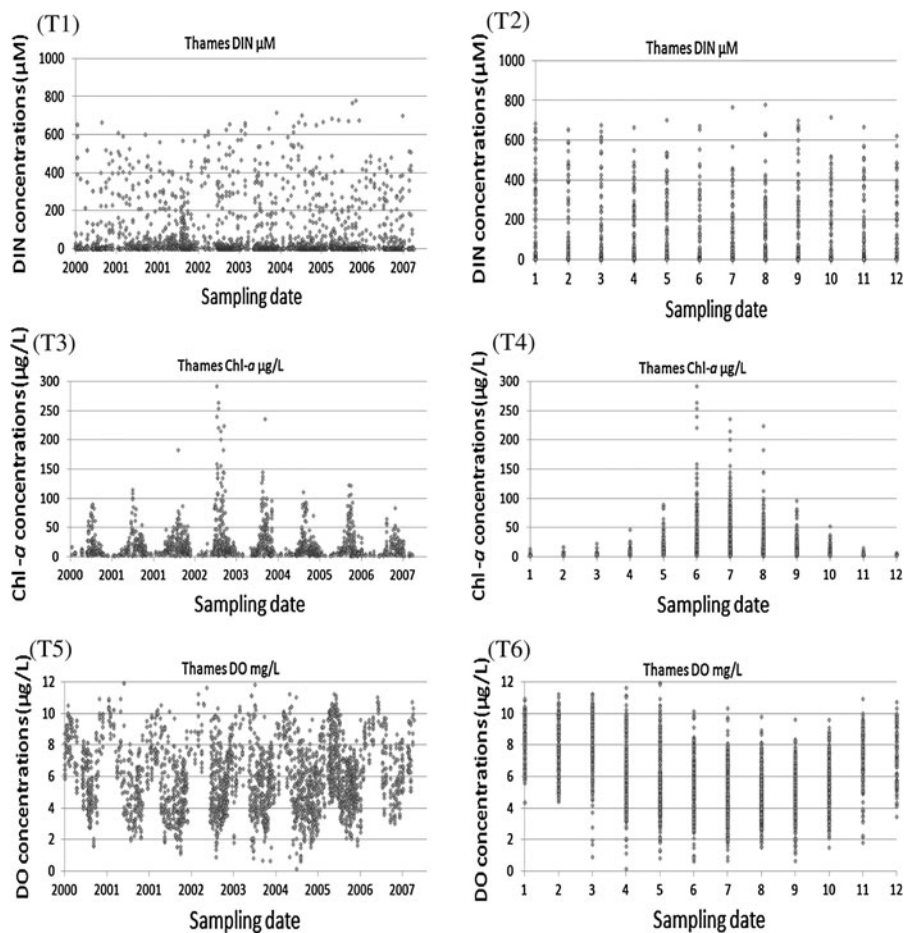 (T1)
Thames DIN µM
DIN concentrations(µM)
1000
800
600
400
200
0
2000 2001 2001 2002 2003 2004 2005 2006 2007
Sampling date
(T2)
Thames DIN µM
DIN concentrations(µM)
1000
800
600
400
200
0
1 2 3 4 5 6 7 8 9 10 11 12
Sampling date
(T3)
Thames Chl-a µg/L
Chl -a concentrations(µg/L)
300
250
200
150
100
50
0
2000 2001 2001 2002 2003 2004 2005 2006 2007
Sampling date
(T4)
Thames Chl-a µg/L
Chl -a concentrations(µg/L)
300
250
200
150
100
50
0
1 2 3 4 5 6 7 8 9 10 11 12
Sampling date
(T5)
Thames DO mg/L
DO concentrations(µg/L)
12
10
8
6
4
2
0
2000 2001 2001 2002 2003 2003 2005 2006 2007
Sampling date
(T6)
Thames DO mg/L
DO concentrations(µg/L)
12
10
8
6
4
2
0
1 2 3 4 5 6 7 8 9 10 11 12
Sampling date